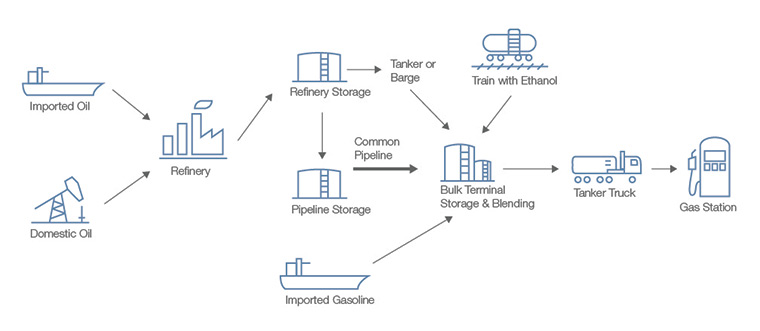 Imported Oil
Domestic Oil
Refinery
Refinery Storage
Tanker or
Barge
Train with Ethanol
Common
Pipeline
Pipeline Storage
Bulk Terminal
Storage & Blending
Imported Gasoline
Tanker Truck
Gas Station